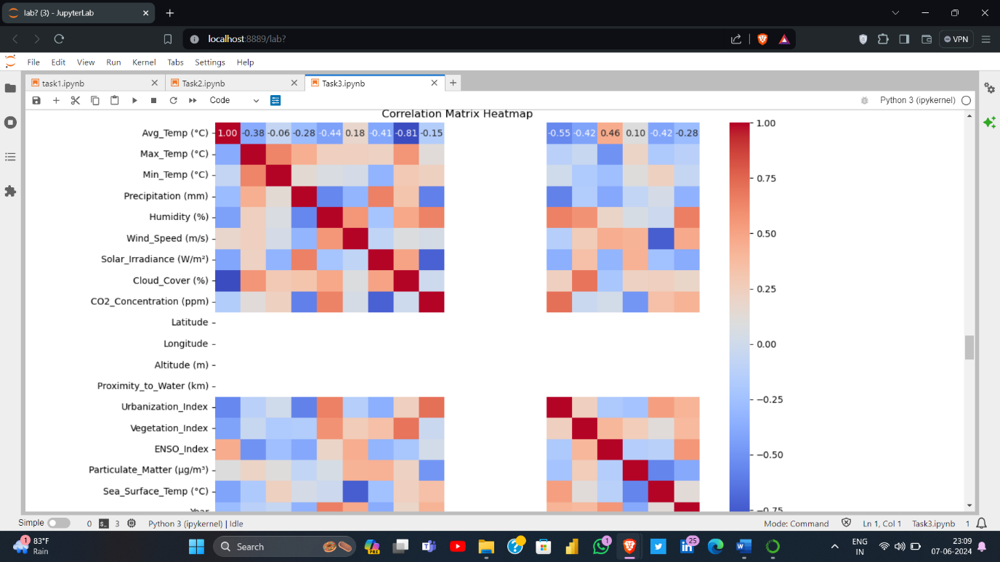 lab? (3) - JupyterLab
localhost:8889/lab?
VPN
File Edit View Run Kernel Tabs Settings Help
task1.ipynb Task2.ipynb Task3.ipynb
Code Python 3 (ipykernel)
Correlation Matrix Heatmap
Avg_Temp (°C) 1.00 -0.38 -0.06 -0.28 -0.44 0.18 -0.41 -0.81 -0.15 -0.55 -0.42 0.46 0.10 -0.42 -0.28
Max_Temp (°C)
Min_Temp (°C)
Precipitation (mm)
Humidity (%)
Wind_Speed (m/s)
Solar_Irradiance (W/m²)
Cloud_Cover (%)
CO2_Concentration (ppm)
Latitude
Longitude
Altitude (m)
Proximity_to_Water (km)
Urbanization_Index
Vegetation_Index
ENSO_Index
Particulate_Matter (µg/m³)
Sea_Surface_Temp (°C)
Year
1.00
0.75
0.50
0.25
0.00
−0.25
−0.50
−0.75
Simple 0 3 Python 3 (ipykernel) | Idle Mode: Command Ln 1, Col 1 Task3.ipynb 1
1 83°F
Rain
Search
PRE
1
25
ENG
IN
23:09
07-06-2024